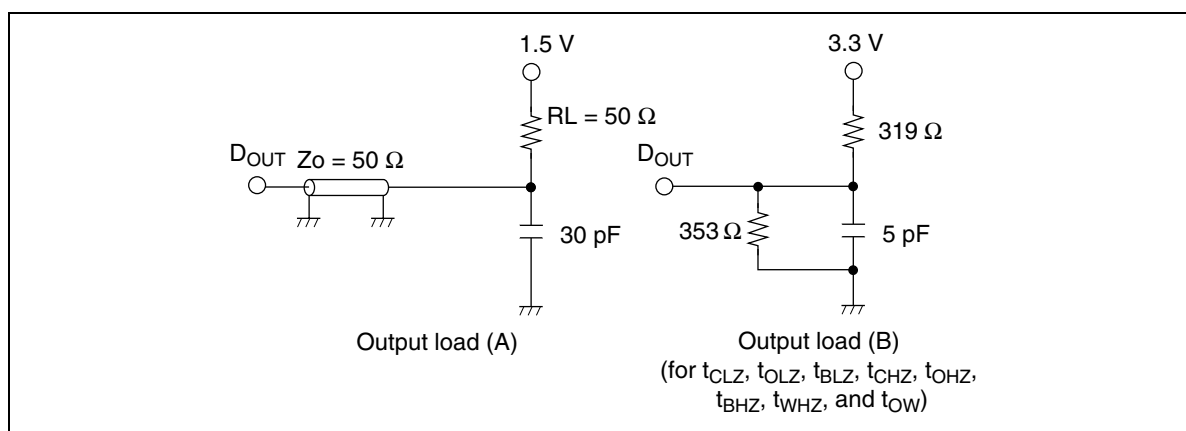 1.5 V
RL = 50 Ω
DOUT
Zo = 50 Ω
30 pF
Output load (A)
3.3 V
319 Ω
DOUT
353 Ω
5 pF
Output load (B)
(for tCLZ, tOLZ, tBLZ, tCHZ, tOHZ,
tBHZ, tWHZ, and tOW)